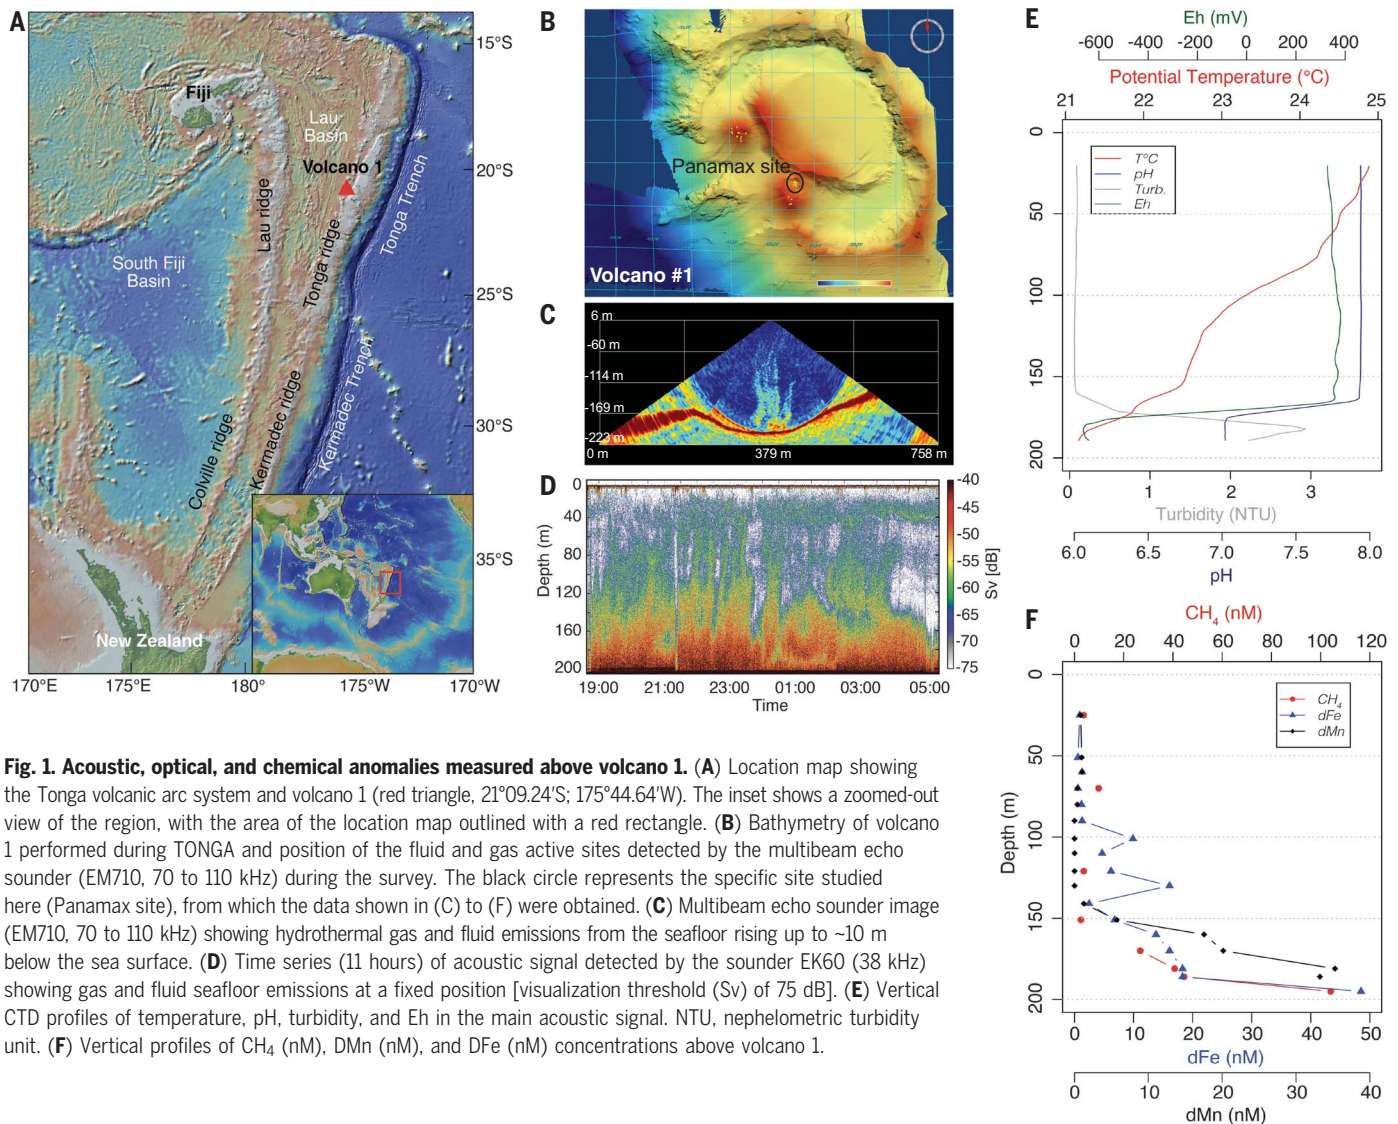 A
15°S
Fiji
Lau
Basin
Volcano 1
20°S
Tonga Trench
Lau ridge
South Fiji
Basin
Tonga ridge
25°S
Kermadec Trench
30°S
Colville ridge
Kermadec ridge
35°S
New Zealand
170°E
175°E
180°
175°W
170°W
B
Panamax site
Volcano #1
C
6 m
-60 m
-114 m
-169 m
-223 m
0 m
379 m
758 m
D
0
40
80
120
160
200
Depth (m)
19:00
21:00
23:00
01:00
03:00
05:00
Time
-40
-45
-50
-55
-60
-65
-70
-75
Sv [dB]
E
Eh (mV)
-600 -400 -200 0 200 400
Potential Temperature (°C)
21 22 23 24 25
T°C
pH
Turb.
Eh
0
50
100
150
200
0 1 2 3
Turbidity (NTU)
6.0 6.5 7.0 7.5 8.0
pH
F
CH4 (nM)
0 20 40 60 80 100 120
CH4
dFe
dMn
0
50
100
150
200
Depth (m)
0 10 20 30 40 50
dFe (nM)
0 10 20 30 40
dMn (nM)
Fig. 1. Acoustic, optical, and chemical anomalies measured above volcano 1. (A) Location map showing
the Tonga volcanic arc system and volcano 1 (red triangle, 21°09.24′S; 175°44.64′W). The inset shows a zoomed-out
view of the region, with the area of the location map outlined with a red rectangle. (B) Bathymetry of volcano
1 performed during TONGA and position of the fluid and gas active sites detected by the multibeam echo
sounder (EM710, 70 to 110 kHz) during the survey. The black circle represents the specific site studied
here (Panamax site), from which the data shown in (C) to (F) were obtained. (C) Multibeam echo sounder image
(EM710, 70 to 110 kHz) showing hydrothermal gas and fluid emissions from the seafloor rising up to ~10 m
below the sea surface. (D) Time series (11 hours) of acoustic signal detected by the sounder EK60 (38 kHz)
showing gas and fluid seafloor emissions at a fixed position [visualization threshold (Sv) of 75 dB]. (E) Vertical
CTD profiles of temperature, pH, turbidity, and Eh in the main acoustic signal. NTU, nephelometric turbidity
unit. (F) Vertical profiles of CH4 (nM), DMn (nM), and DFe (nM) concentrations above volcano 1.